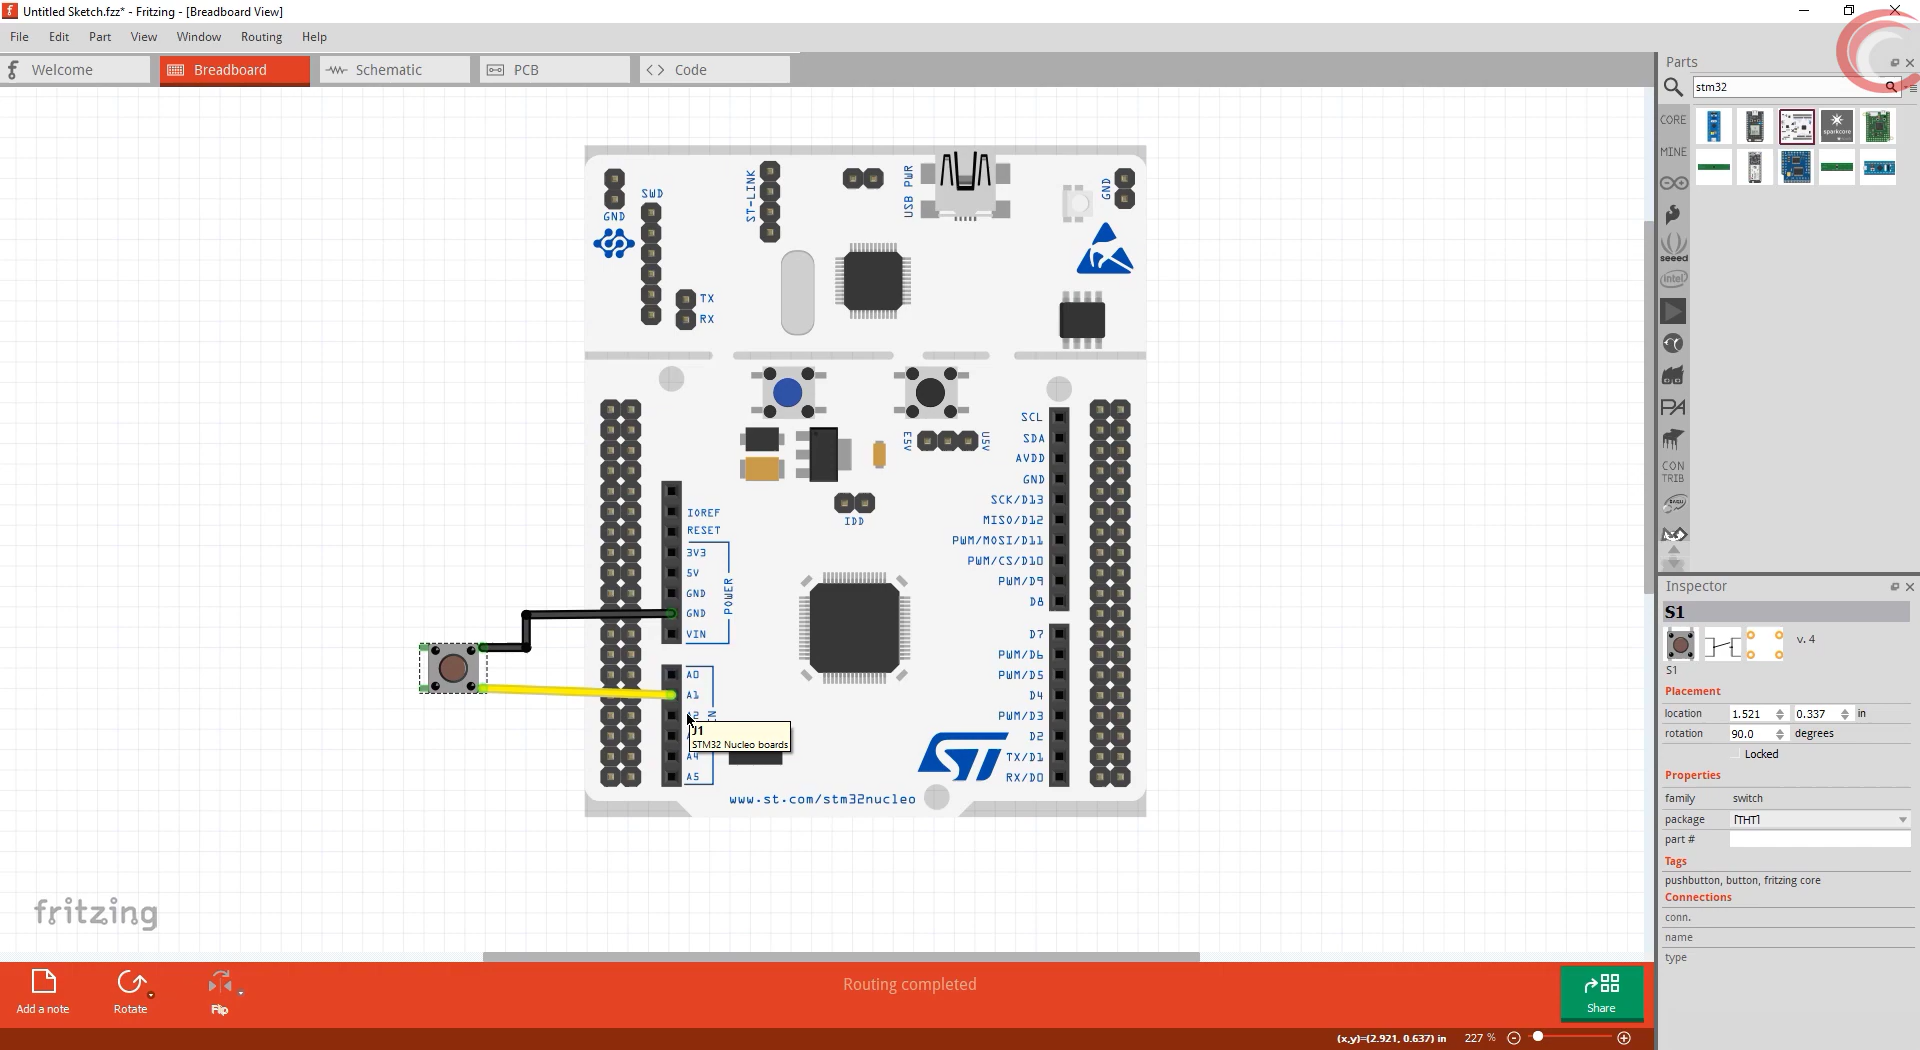 Untitled Sketch.fzz* - Fritzing - [Breadboard View]
File Edit Part View Window Routing Help
Welcome
Breadboard
Schematic
PCB
Code
Parts
stm32
CORE
MINE
seeed
intel
sparkcore
PA
CON
TRIB
GND
SWD
ST-LINK
USB PWR
GND
TX
RX
E5V
U5V
IDD
IOREF
RESET
3V3
5V
GND
GND
VIN
POWER
A0
A1
A4
A5
SCL
SDA
AVDD
GND
SCK/D13
MISO/D12
PWM/MOSI/D11
PWM/CS/D10
PWM/D9
D8
D7
PWM/D6
PWM/D5
D4
PWM/D3
D2
TX/D1
RX/D0
J1
STM32 Nucleo boards
ST
www.st.com/stm32nucleo
fritzing
Inspector
S1
v. 4
S1
Placement
location 1.521 0.337 in
rotation 90.0 degrees
Locked
Properties
family switch
package [THT]
part #
Tags
pushbutton, button, fritzing core
Connections
conn.
name
type
Add a note
Rotate
Flip
Routing completed
Share
(x,y)=(2.921, 0.637) in 227 %